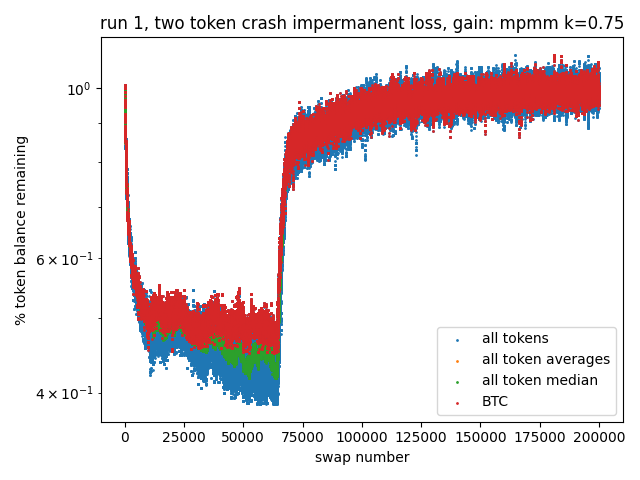 run 1, two token crash impermanent loss, gain: mpmm k=0.75
% token balance remaining
10⁰
6 × 10⁻¹
4 × 10⁻¹
all tokens
all token averages
all token median
BTC
0 25000 50000 75000 100000 125000 150000 175000 200000
swap number